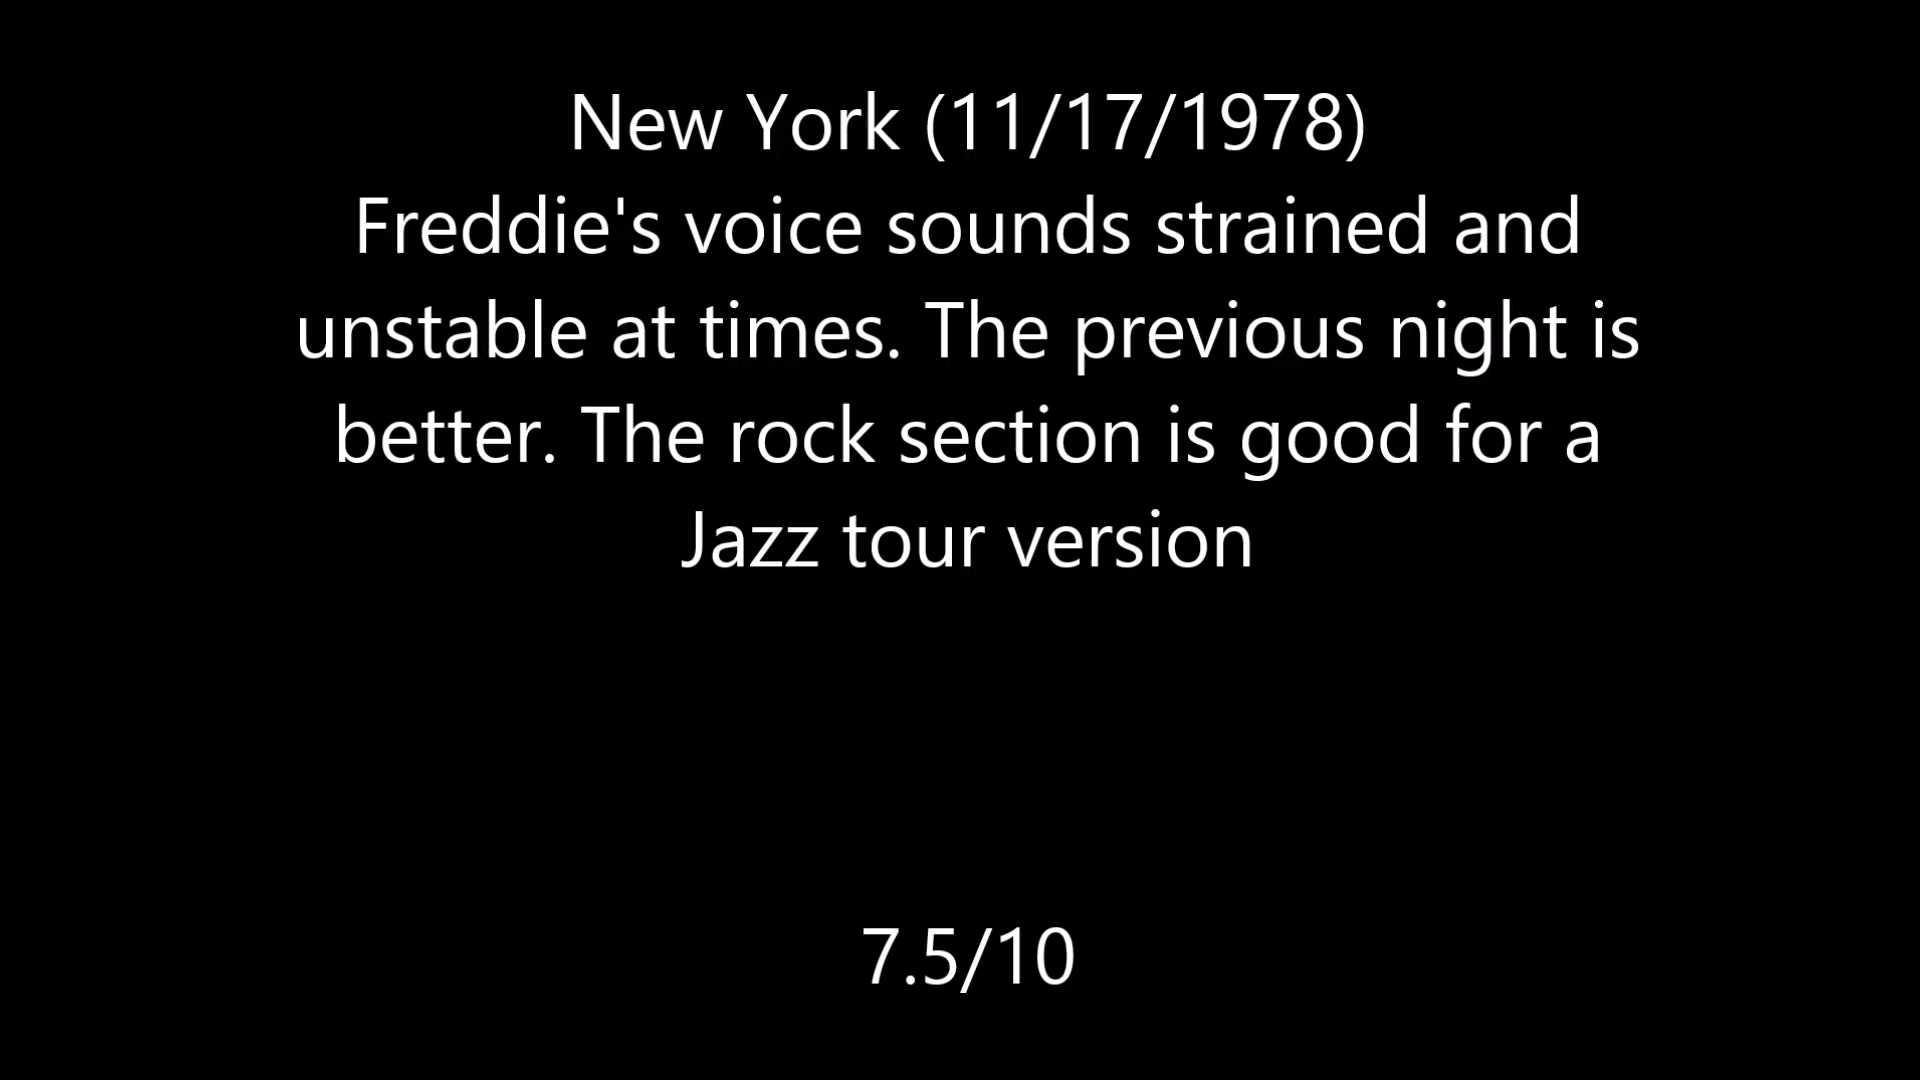 New York (11/17/1978)
Freddie's voice sounds strained and
unstable at times. The previous night is
better. The rock section is good for a
Jazz tour version
7.5/10